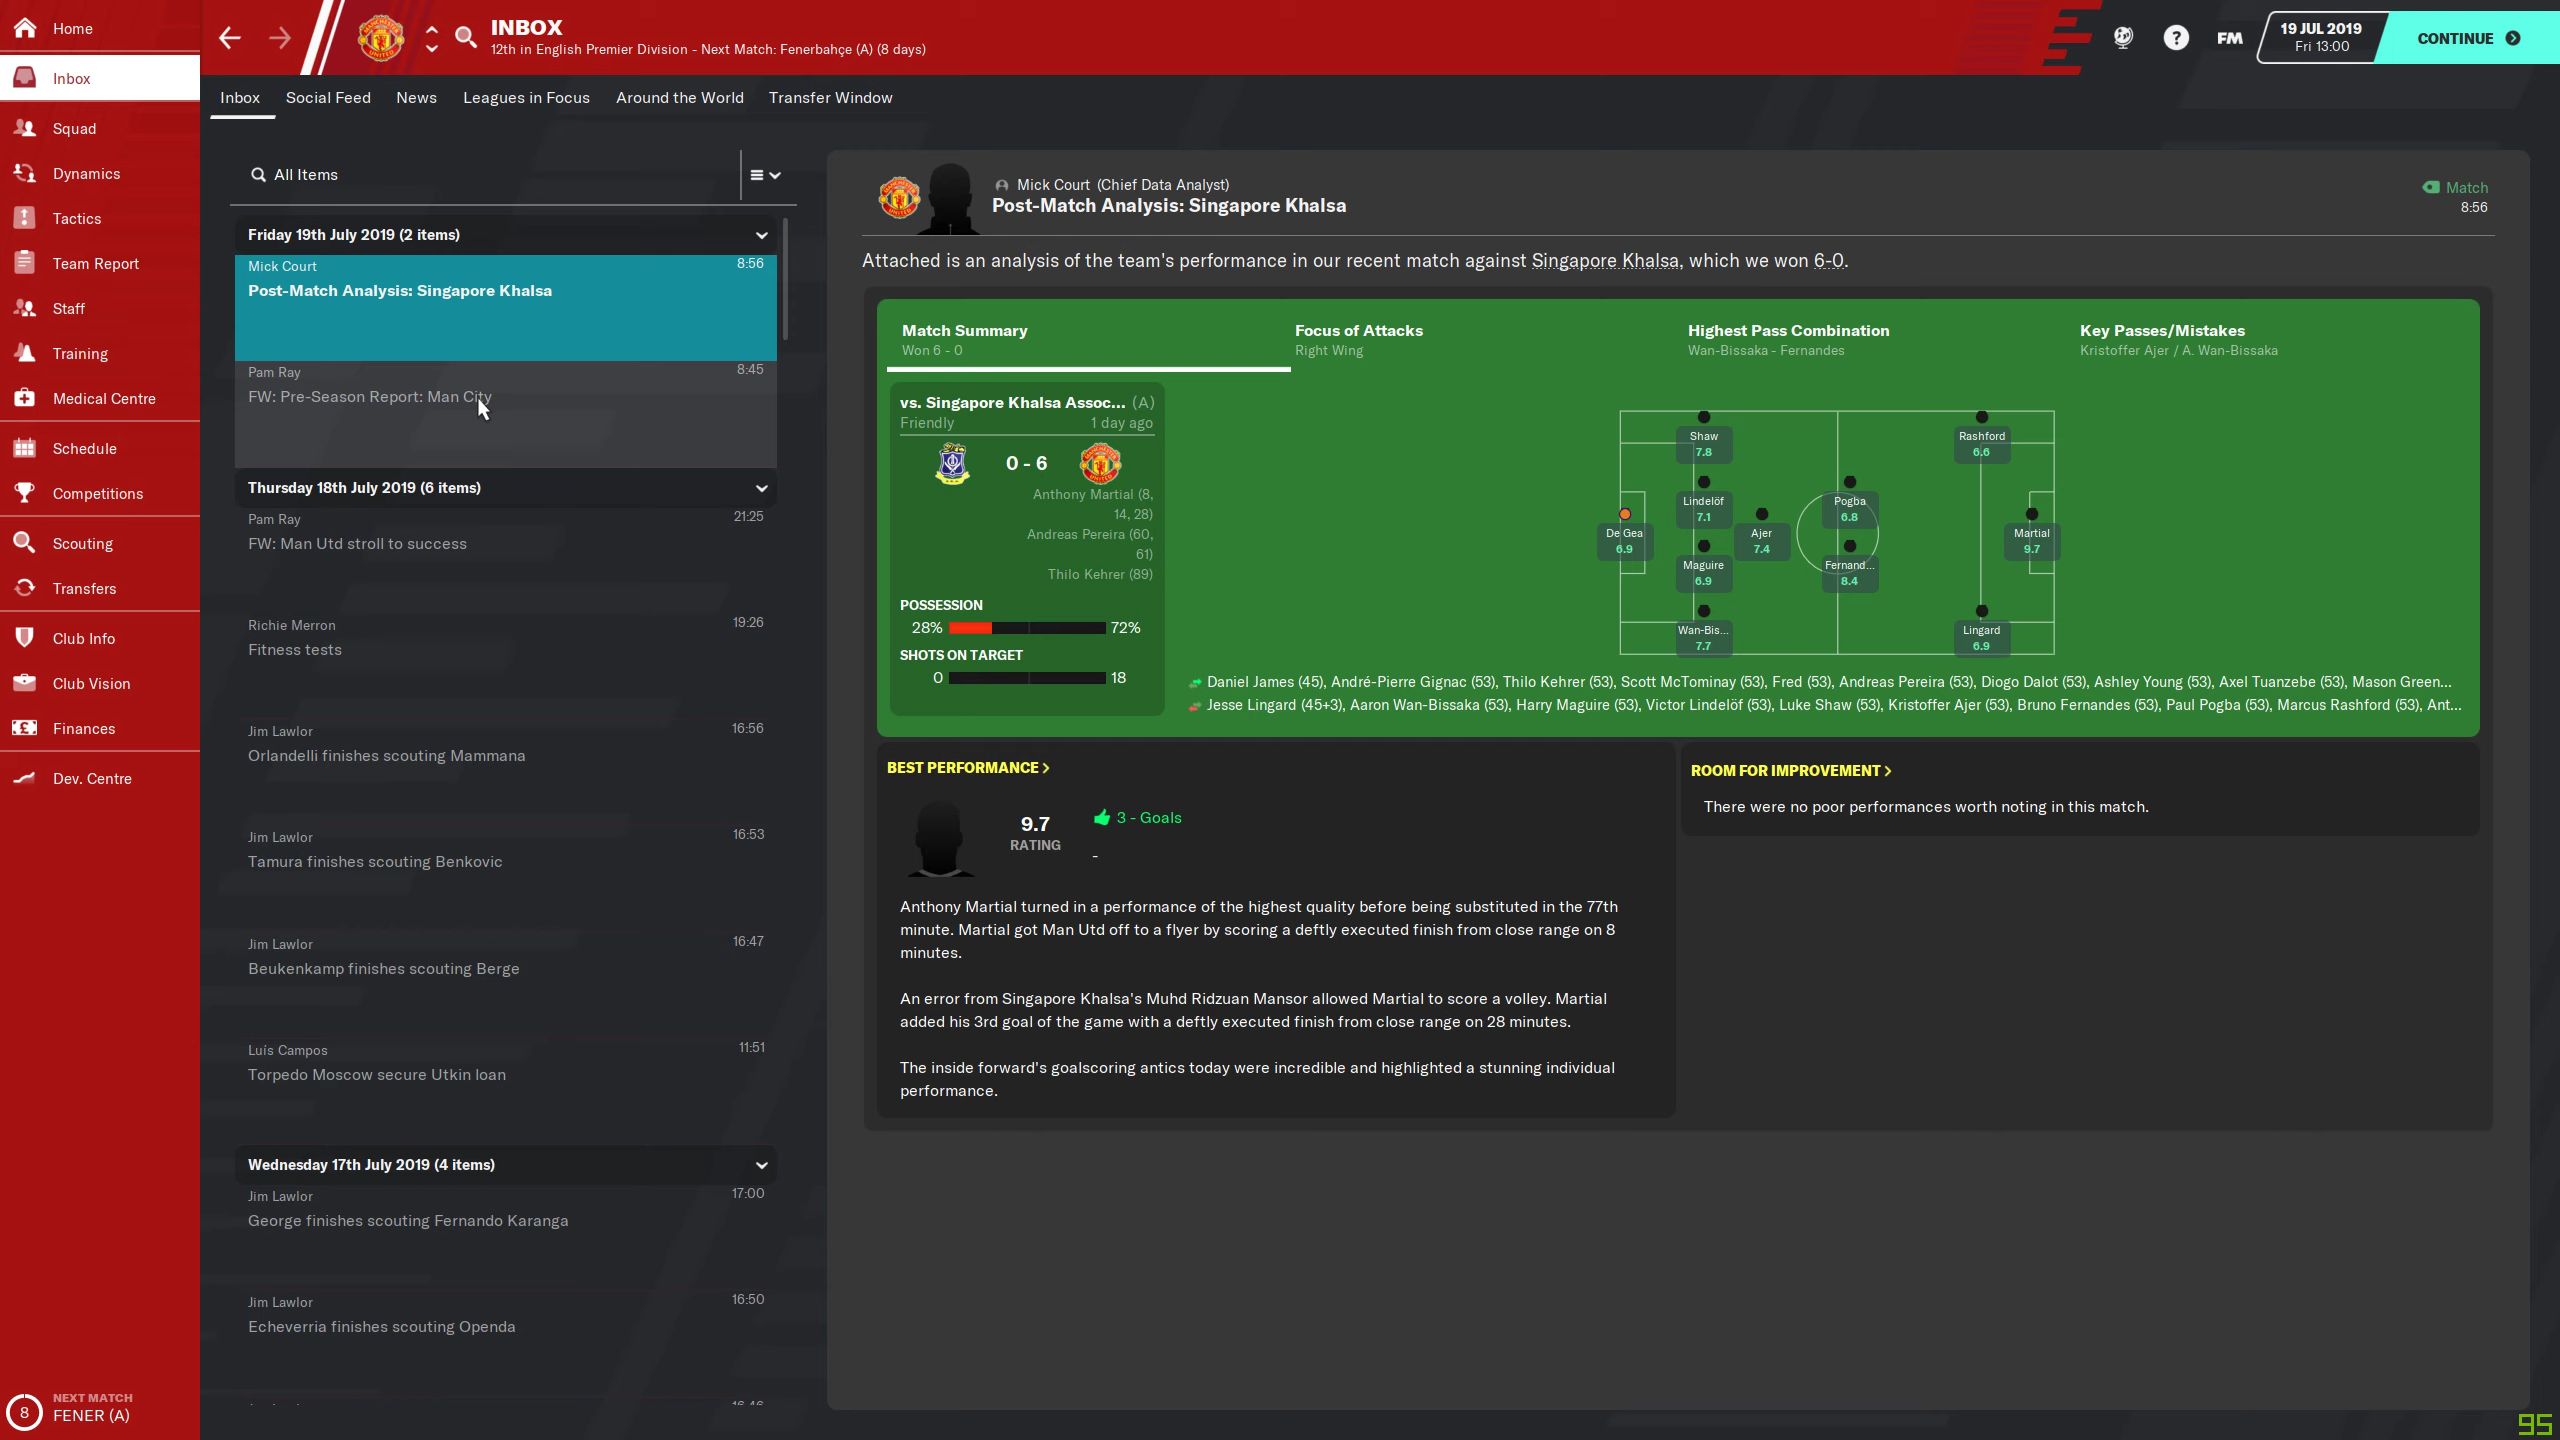 Home
Inbox
Squad
Dynamics
Tactics
Team Report
Staff
Training
Medical Centre
Schedule
Competitions
Scouting
Transfers
Club Info
Club Vision
Finances
Dev. Centre
8
NEXT MATCH
FENER (A)
INBOX
12th in English Premier Division - Next Match: Fenerbahçe (A) (8 days)
?
FM
19 JUL 2019
Fri 13:00
CONTINUE
Inbox Social Feed News Leagues in Focus Around the World Transfer Window
All Items
Friday 19th July 2019 (2 items)
Mick Court 8:56
Post-Match Analysis: Singapore Khalsa
Pam Ray 8:45
FW: Pre-Season Report: Man City
Thursday 18th July 2019 (6 items)
Pam Ray 21:25
FW: Man Utd stroll to success
Richie Merron 19:26
Fitness tests
Jim Lawlor 16:56
Orlandelli finishes scouting Mammana
Jim Lawlor 16:53
Tamura finishes scouting Benkovic
Jim Lawlor 16:47
Beukenkamp finishes scouting Berge
Luís Campos 11:51
Torpedo Moscow secure Utkin loan
Wednesday 17th July 2019 (4 items)
Jim Lawlor 17:00
George finishes scouting Fernando Karanga
Jim Lawlor 16:50
Echeverria finishes scouting Openda
Mick Court (Chief Data Analyst)
Post-Match Analysis: Singapore Khalsa
Match
8:56
Attached is an analysis of the team's performance in our recent match against Singapore Khalsa, which we won 6-0.
Match Summary
Won 6 - 0
Focus of Attacks
Right Wing
Highest Pass Combination
Wan-Bissaka - Fernandes
Key Passes/Mistakes
Kristoffer Ajer / A. Wan-Bissaka
vs. Singapore Khalsa Assoc... (A)
Friendly 1 day ago
0 - 6
Anthony Martial (8,
14, 28)
Andreas Pereira (60,
61)
Thilo Kehrer (89)
POSSESSION
28% 72%
SHOTS ON TARGET
0 18
Shaw
7.8
Rashford
6.6
Lindelöf
7.1
Pogba
6.8
De Gea
6.9
Ajer
7.4
Martial
9.7
Maguire
6.9
Fernand...
8.4
Wan-Bis...
7.7
Lingard
6.9
Daniel James (45), André-Pierre Gignac (53), Thilo Kehrer (53), Scott McTominay (53), Fred (53), Andreas Pereira (53), Diogo Dalot (53), Ashley Young (53), Axel Tuanzebe (53), Mason Green...
Jesse Lingard (45+3), Aaron Wan-Bissaka (53), Harry Maguire (53), Victor Lindelöf (53), Luke Shaw (53), Kristoffer Ajer (53), Bruno Fernandes (53), Paul Pogba (53), Marcus Rashford (53), Ant...
BEST PERFORMANCE >
9.7
RATING
3 - Goals
-
Anthony Martial turned in a performance of the highest quality before being substituted in the 77th
minute. Martial got Man Utd off to a flyer by scoring a deftly executed finish from close range on 8
minutes.
An error from Singapore Khalsa's Muhd Ridzuan Mansor allowed Martial to score a volley. Martial
added his 3rd goal of the game with a deftly executed finish from close range on 28 minutes.
The inside forward's goalscoring antics today were incredible and highlighted a stunning individual
performance.
ROOM FOR IMPROVEMENT >
There were no poor performances worth noting in this match.
95